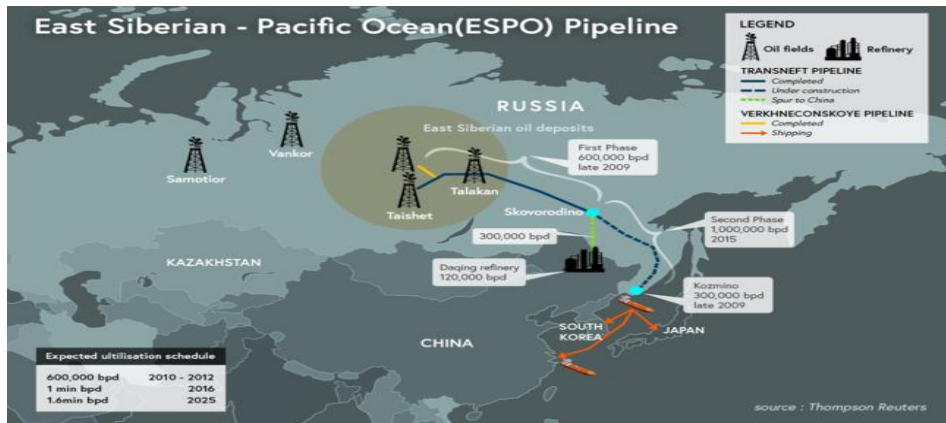 East Siberian - Pacific Ocean(ESPO) Pipeline
LEGEND
Oil fields
Refinery
TRANSNEFT PIPELINE
Completed
Under construction
Spur to China
VERKHNECONSKOYE PIPELINE
Completed
Shipping
RUSSIA
East Siberian oil deposits
Vankor
Samotior
Talakan
Taishet
First Phase
600,000 bpd
late 2009
Skovorodino
Second Phase
1,000,000 bpd
2015
300,000 bpd
KAZAKHSTAN
Daqing refinery
120,000 bpd
Kozmino
300,000 bpd
late 2009
SOUTH
KOREA
JAPAN
CHINA
Expected ultilisation schedule
600,000 bpd 2010 - 2012
1 mln bpd 2016
1.6mln bpd 2025
source : Thompson Reuters